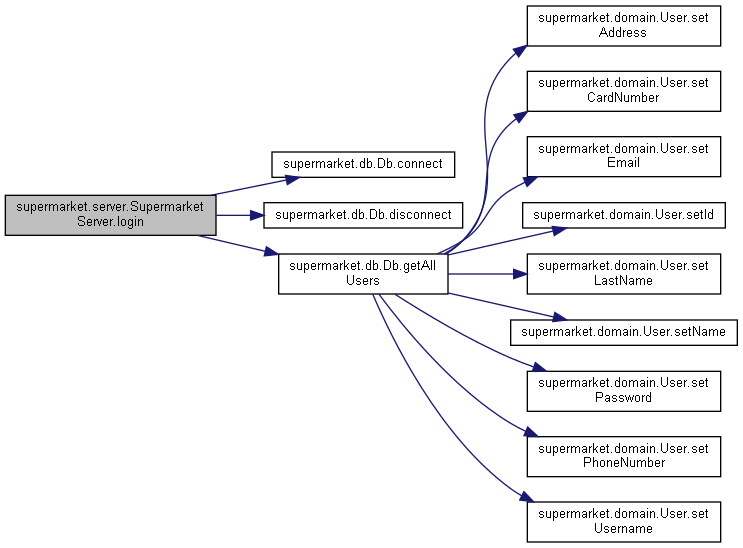 supermarket.server.Supermarket
Server.login
supermarket.db.Db.connect
supermarket.db.Db.disconnect
supermarket.db.Db.getAll
Users
supermarket.domain.User.set
Address
supermarket.domain.User.set
CardNumber
supermarket.domain.User.set
Email
supermarket.domain.User.setId
supermarket.domain.User.set
LastName
supermarket.domain.User.setName
supermarket.domain.User.set
Password
supermarket.domain.User.set
PhoneNumber
supermarket.domain.User.set
Username